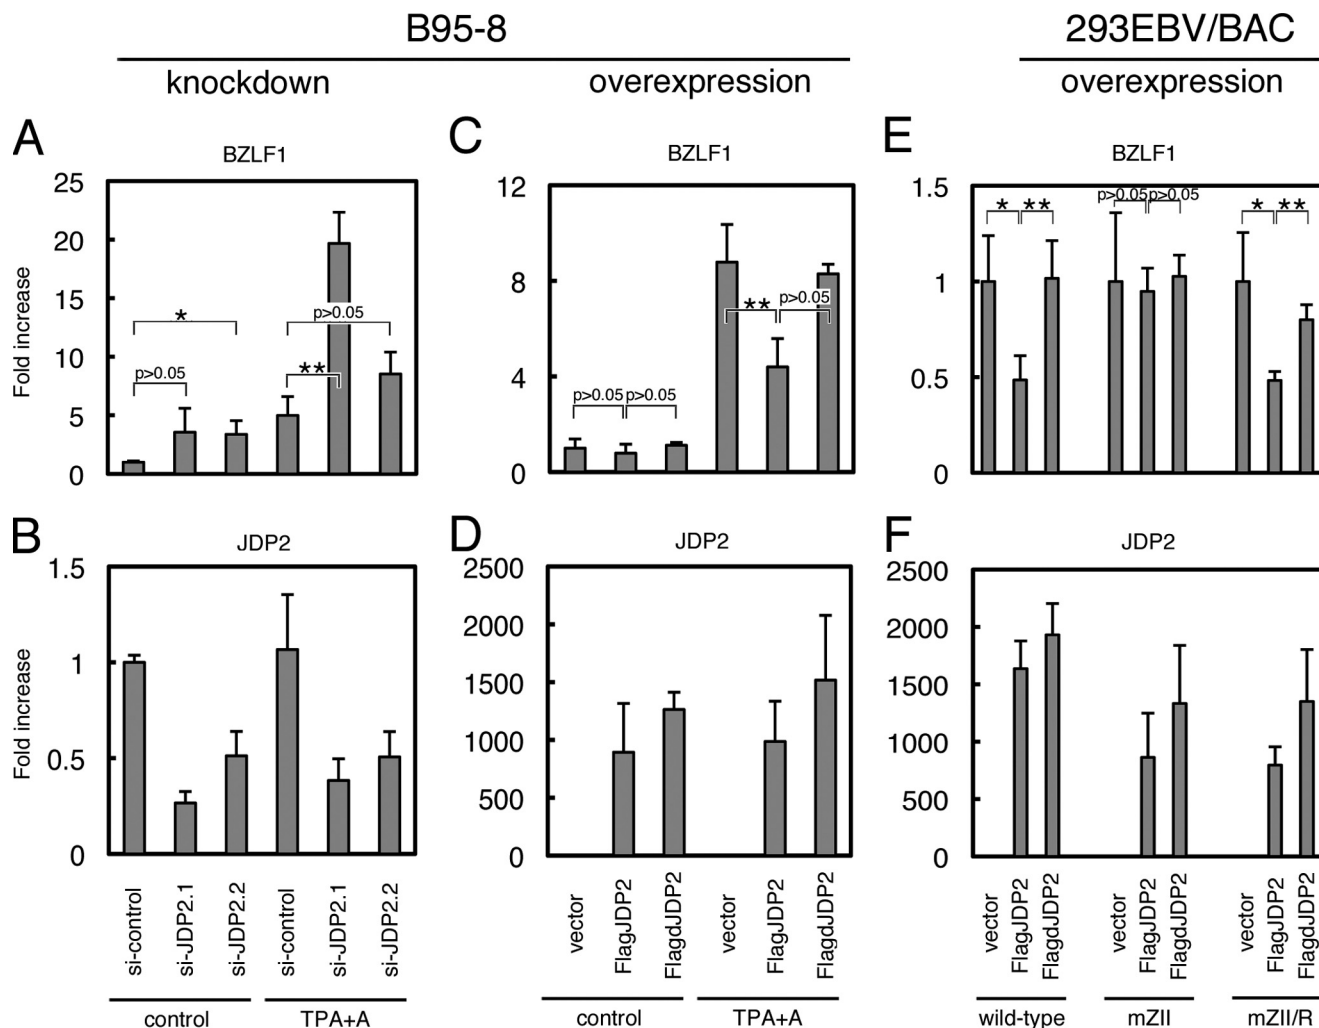 B95-8
293EBV/BAC
knockdown
overexpression
overexpression
A
BZLF1
Fold increase
25
20
15
10
5
0
*
p>0.05
**
p>0.05
C
BZLF1
12
8
4
0
p>0.05
p>0.05
**
p>0.05
E
BZLF1
1.5
1
0.5
0
*
**
p>0.05
p>0.05
*
**
B
JDP2
Fold increase
1.5
1
0.5
0
si-control
si-JDP2.1
si-JDP2.2
si-control
si-JDP2.1
si-JDP2.2
control
TPA+A
D
JDP2
2500
2000
1500
1000
500
0
vector
FlagJDP2
FlagdJDP2
vector
FlagJDP2
FlagdJDP2
control
TPA+A
F
JDP2
2500
2000
1500
1000
500
0
vector
FlagJDP2
FlagdJDP2
vector
FlagJDP2
FlagdJDP2
vector
FlagJDP2
FlagdJDP2
wild-type
mZII
mZII/R